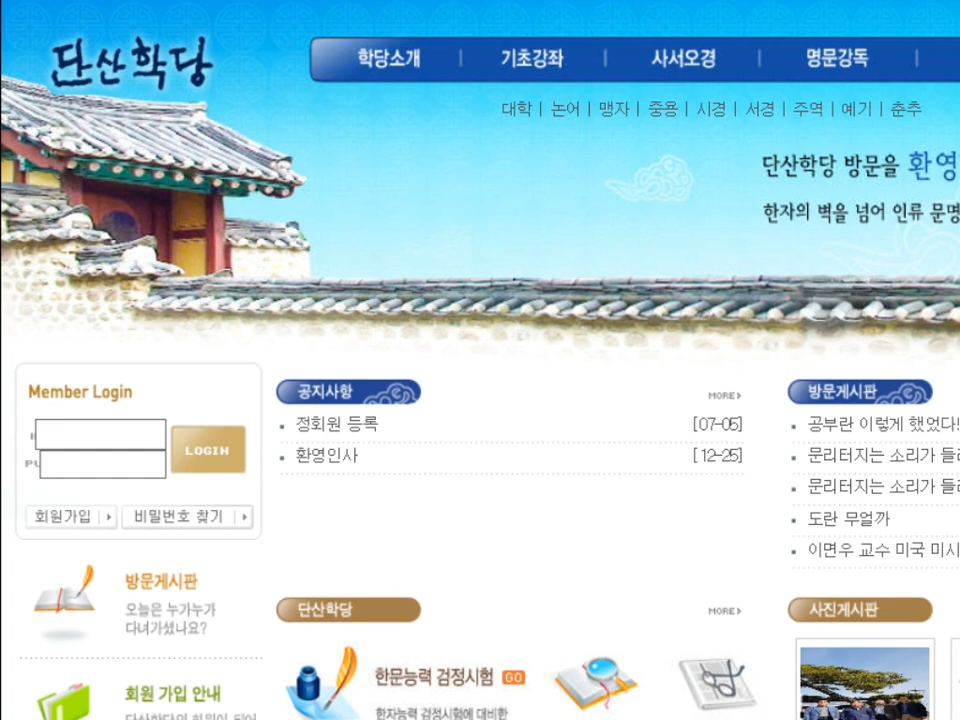 단산학당
학당소개 | 기초강좌 | 사서오경 | 명문강독 |
대학 | 논어 | 맹자 | 중용 | 시경 | 서경 | 주역 | 예기 | 춘추
단산학당 방문을 환영
한자의 벽을 넘어 인류 문명
Member Login
LOGIN
회원가입
비밀번호 찾기
공지사항
MORE
정회원 등록 [07-05]
환영인사 [12-25]
방문게시판
공부란 이렇게 했었다!
문리터지는 소리가 들
문리터지는 소리가 들
도란 무얼까
이면우 교수 미국 미시
방문게시판
오늘은 누가누가
다녀가셨나요?
회원 가입 안내
단산학당의 회원이 되어
단산학당
MORE
한문능력 검정시험 GO
한자능력 검정시험에 대비한
사진게시판